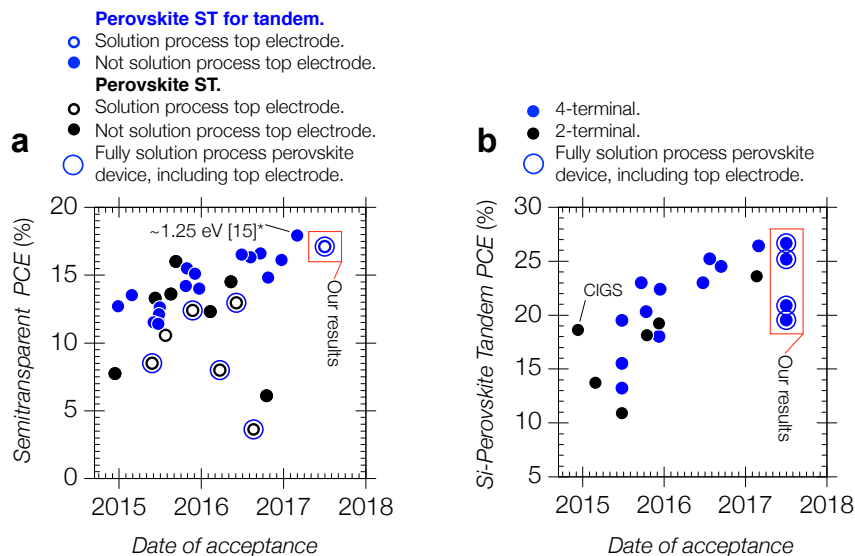 Perovskite ST for tandem.
Solution process top electrode.
Not solution process top electrode.
Perovskite ST.
Solution process top electrode.
Not solution process top electrode.
Fully solution process perovskite
device, including top electrode.
a
Semitransparent PCE (%)
20
15
10
5
0
~1.25 eV [15]*
Our results
2015
2016
2017
2018
Date of acceptance
4-terminal.
2-terminal.
Fully solution process perovskite
device, including top electrode.
b
Si-Perovskite Tandem PCE (%)
30
25
20
15
10
5
CIGS
Our results
2015
2016
2017
2018
Date of acceptance